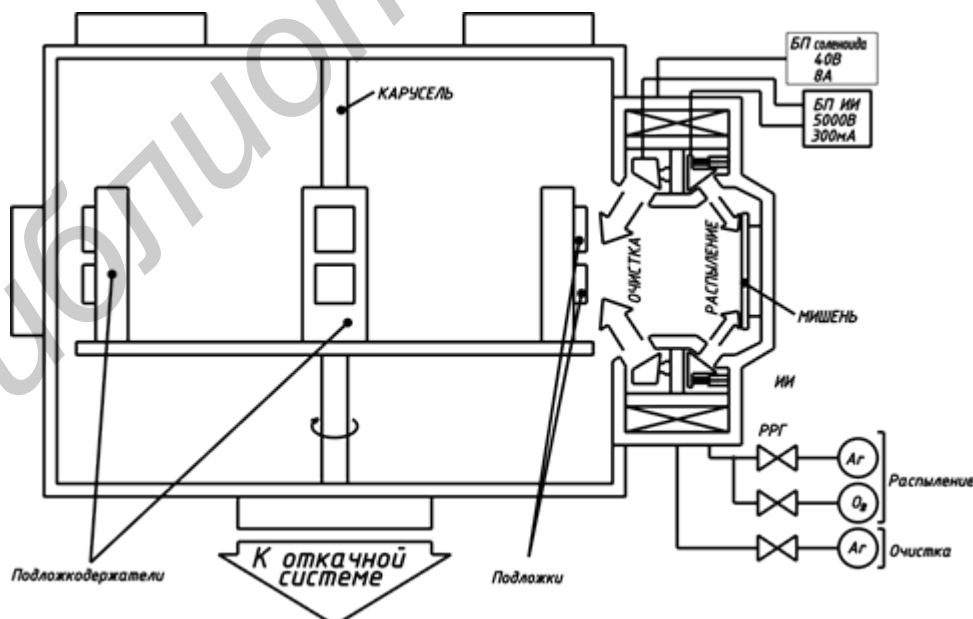 БП соленоида
40В
8А
БП ИИ
5000В
300мА
КАРУСЕЛЬ
ОЧИСТКА
РАСПЫЛЕНИЕ
МИШЕНЬ
ИИ
РРГ
Ar
O₂
Распыление
Ar
Очистка
К откачной
системе
Подложкодержатели
Подложки